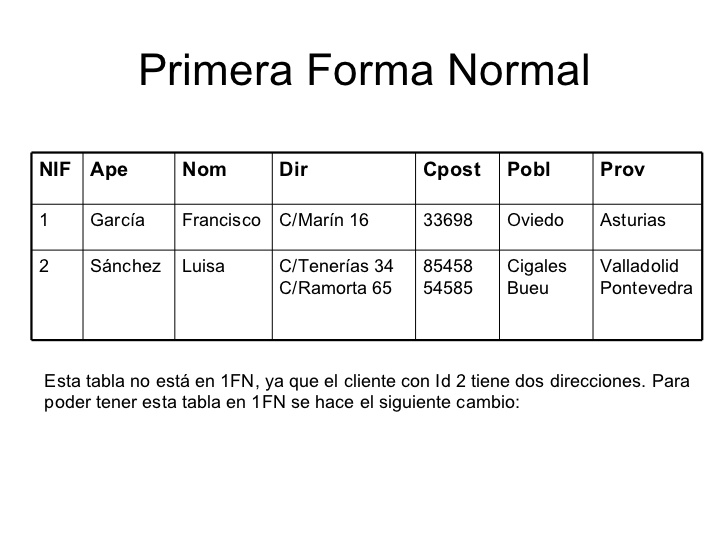 Primera Forma Normal
NIF Ape Nom Dir Cpost Pobl Prov
1 García Francisco C/Marín 16 33698 Oviedo Asturias
2 Sánchez Luisa C/Tenerías 34 85458 Cigales Valladolid
C/Ramorta 65 54585 Bueu Pontevedra
Esta tabla no está en 1FN, ya que el cliente con Id 2 tiene dos direcciones. Para
poder tener esta tabla en 1FN se hace el siguiente cambio: